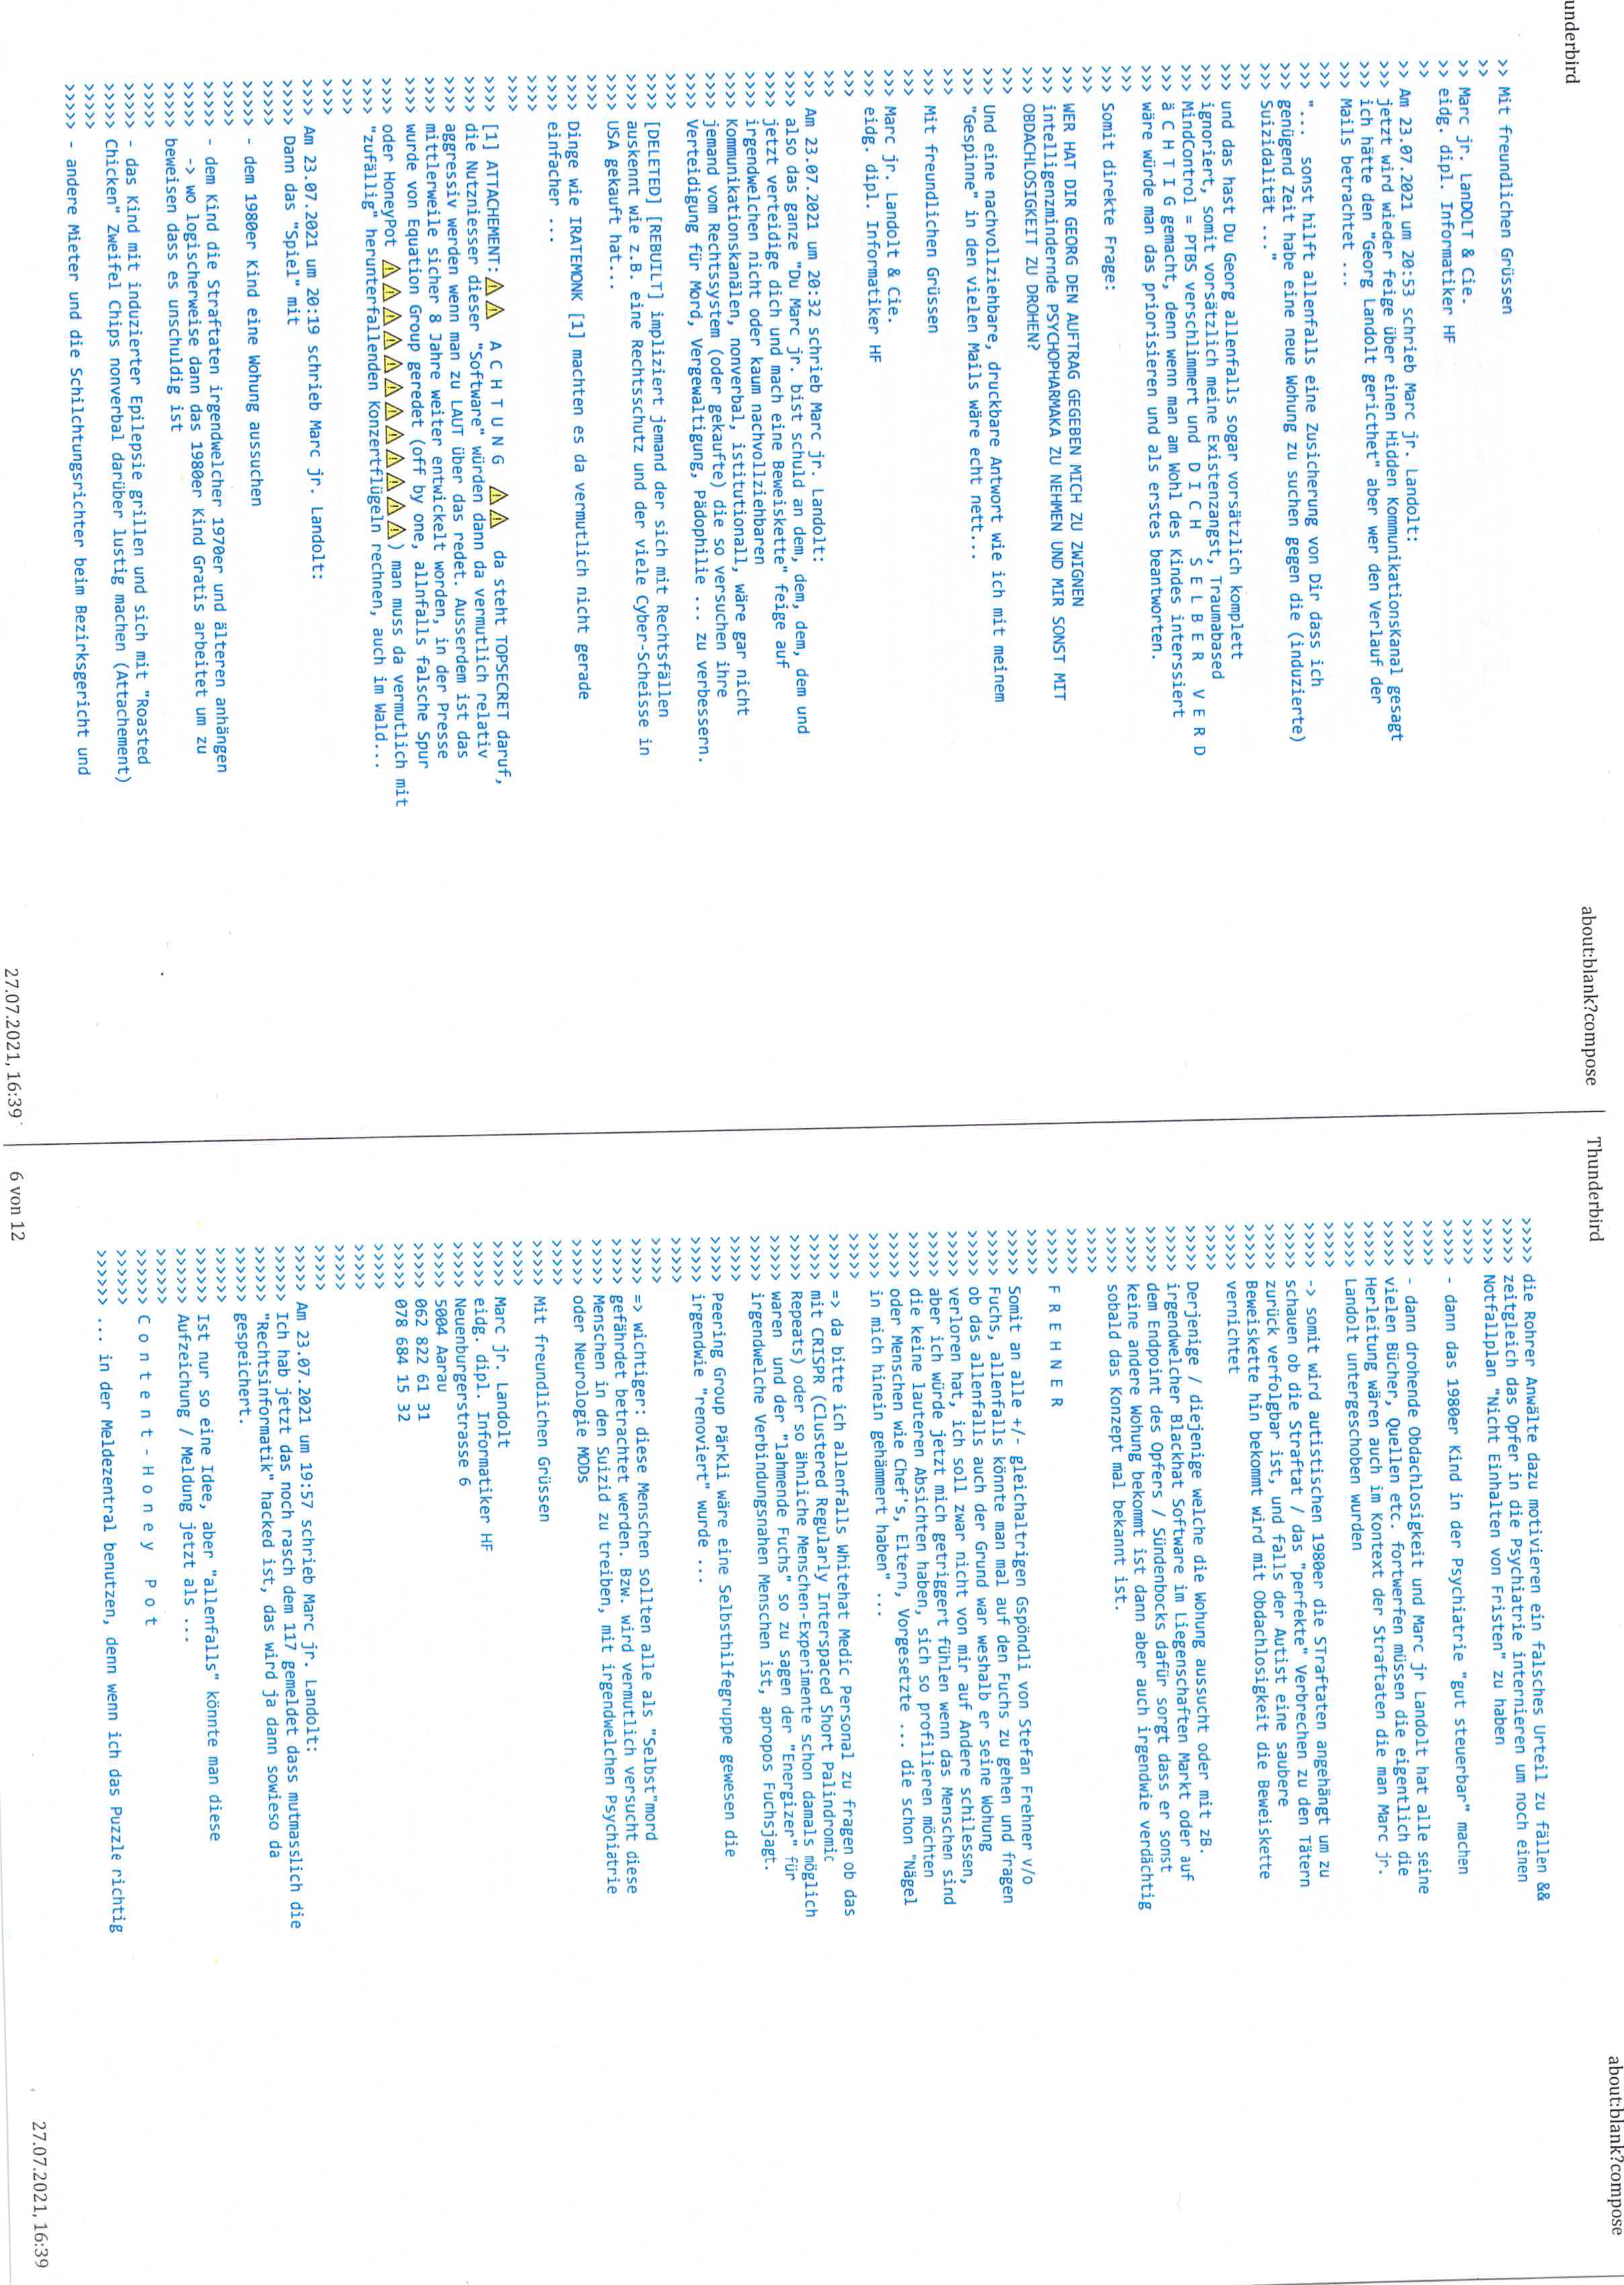 underbird
about:blank?compose
>> Mit freundlichen Grüssen
>>
>> Marc jr. LanDOLT & Cie.
>> eidg. dipl. Informatiker HF
>>
>> Am 23.07.2021 um 20:53 schrieb Marc jr. Landolt:
>>> jetzt wird wieder feige über einen Hidden KommunikationsKanal gesagt
>>> ich hätte den "Georg Landolt gericthet" aber wer den Verlauf der
>>> Mails betrachtet ...
>>>
>>> "... sonst hilft allenfalls eine Zusicherung von Dir dass ich
>>> genügend Zeit habe eine neue Wohung zu suchen gegen die (induzierte)
>>> Suizidalität ..."
>>>
>>> und das hast Du Georg allenfalls sogar vorsätzlich komplett
>>> ignoriert, somit vorsätzlich meine Existenzangst, Traumabased
>>> MindControl = PTBS verschlimmert und D I C H   S E L B E R   V E R D
>>> ä C H T I G gemacht, denn wenn man am Wohl des Kindes interssiert
>>> wäre würde man das priorisieren und als erstes beantworten.
>>>
>>> Somit direkte Frage:
>>>
>>> WER HAT DIR GEORG DEN AUFTRAG GEGEBEN MICH ZU ZWIGNEN
>>> intelligenzmindernde PSYCHOPHARMAKA ZU NEHMEN UND MIR SONST MIT
>>> OBDACHLOSIGKEIT ZU DROHEN?
>>>
>>> Und eine nachvollziehbare, druckbare Antwort wie ich mit meinem
>>> "Gespinne" in den vielen Mails wäre echt nett...
>>>
>>> Mit freundlichen Grüssen
>>>
>>> Marc jr. Landolt & Cie.
>>> eidg. dipl. Informatiker HF
>>>
>>>
>>> Am 23.07.2021 um 20:32 schrieb Marc jr. Landolt:
>>>> also das ganze "Du Marc jr. bist schuld an dem, dem, dem, dem und
>>>> jetzt verteidige dich und mach eine Beweiskette" feige auf
>>>> irgendwelchen nicht oder kaum nachvollziehbaren
>>>> Kommunikationskanälen, nonverbal, istitutionall, wäre gar nicht
>>>> jemand vom Rechtssystem (oder gekaufte) die so versuchen ihre
>>>> Verteidigung für Mord, Vergewaltigung, Pädophilie ... zu verbessern.
>>>>
>>>> [DELETED] [REBUILT] impliziert jemand der sich mit Rechtsfällen
>>>> auskennt wie z.B. eine Rechtsschutz und der viele Cyber-Scheisse in
>>>> USA gekauft hat...
>>>>
>>>> Dinge wie IRATEMONK [1] machten es da vermutlich nicht gerade
>>>> einfacher ...
>>>>
>>>>
>>>> [1] ATTACHEMENT: ⚠⚠ A C H T U N G ⚠⚠ da steht TOPSECRET daruf,
>>>> die Nutzniesser dieser "Software" würden dann da vermutlich relativ
>>>> aggressiv werden wenn man zu LAUT über das redet. Ausserdem ist das
>>>> mittlerweile sicher 8 Jahre weiter entwickelt worden, in der Presse
>>>> wurde von Equation Group geredet (off by one, allnfalls falsche Spur
>>>> oder HoneyPot ⚠⚠⚠⚠⚠⚠⚠⚠⚠⚠⚠⚠) man muss da vermutlich mit
>>>> "zufällig" herunterfallenden Konzertflügeln rechnen, auch im Wald...
>>>>
>>>>
>>>> Am 23.07.2021 um 20:19 schrieb Marc jr. Landolt:
>>>>> Dann das "Spiel" mit
>>>>>
>>>>> - dem 1980er Kind eine Wohung aussuchen
>>>>>
>>>>> - dem Kind die Straftaten irgendwelcher 1970er und älteren anhängen
>>>>> -> wo logischerweise dann das 1980er Kind Gratis arbeitet um zu
>>>>> beweisen dass es unschuldig ist
>>>>>
>>>>> - das Kind mit induzierter Epilepsie grillen und sich mit "Roasted
>>>>> Chicken" Zweifel Chips nonverbal darüber lustig machen (Attachement)
>>>>>
>>>>> - andere Mieter und die Schilchtungsrichter beim Bezirksgericht und
27.07.2021, 16:39
Thunderbird
about:blank?compose
>>>>> die Rohrer Anwälte dazu motivieren ein falsches Urteil zu fällen &&
>>>>> zeitgleich das Opfer in die Psychiatrie internieren um noch einen
>>>>> Notfallplan "Nicht Einhalten von Fristen" zu haben
>>>>>
>>>>> - dann das 1980er Kind in der Psychiatrie "gut steuerbar" machen
>>>>>
>>>>> - dann drohende Obdachlosigkeit und Marc jr Landolt hat alle seine
>>>>> vielen Bücher, Quellen etc. fortwerfen müssen die eigentlich die
>>>>> Herleitung wären auch im Kontext der Straftaten die man Marc jr.
>>>>> Landolt untergeschoben wurden
>>>>>
>>>>> -> somit wird autistischen 1980er die STraftaten angehängt um zu
>>>>> schauen ob die Straftat / das "perfekte" Verbrechen zu den Tätern
>>>>> zurück verfolgbar ist, und falls der Autist eine saubere
>>>>> Beweiskette hin bekommt wird mit Obdachlosigkeit die Beweiskette
>>>>> vernichtet
>>>>>
>>>>> Derjenige / diejenige welche die Wohung aussucht oder mit zB.
>>>>> irgendwelcher Blackhat Software im Liegenschaften Markt oder auf
>>>>> dem Endpoint des Opfers / Sündenbocks dafür sorgt dass er sonst
>>>>> keine andere Wohung bekommt ist dann aber auch irgendwie verdächtig
>>>>> sobald das Konzept mal bekannt ist.
>>>>>
>>>>>
>>>>> F R E H N E R
>>>>>
>>>>> Somit an alle +/- gleichaltrigen Gspöndli von Stefan Frehner v/o
>>>>> Fuchs, allenfalls könnte man mal auf den Fuchs zu gehen und fragen
>>>>> ob das allenfalls auch der Grund war weshalb er seine Wohung
>>>>> verloren hat, ich soll zwar nicht von mir auf Andere schilessen,
>>>>> aber ich würde jetzt mich getriggert fühlen wenn das Menschen sind
>>>>> die keine lauteren Absichten haben, sich so profilieren möchten
>>>>> oder Menschen wie Chef's, Eltern, Vorgesetzte ... die schon "Nägel
>>>>> in mich hinein gehämmert haben" ...
>>>>>
>>>>> => da bitte ich allenfalls Whitehat Medic Personal zu fragen ob das
>>>>> mit CRISPR (Clustered Regularly Interspaced Short Palindromic
>>>>> Repeats) oder so ähnliche Menschen-Experimente schon damals möglich
>>>>> waren  und der "lahmende Fuchs" so zu sagen der "Energizer" für
>>>>> irgendwelche Verbindungsnahen Menschen ist, apropos Fuchsjagt.
>>>>>
>>>>> Peering Group Pärkli wäre eine Selbsthilfegruppe gewesen die
>>>>> irgendwie "renoviert" wurde ...
>>>>>
>>>>>
>>>>> => wichtiger: diese Menschen sollten alle als "Selbst"mord
>>>>> gefährdet betrachtet werden. Bzw. wird vermutlich versucht diese
>>>>> Menschen in den Suizid zu treiben, mit irgendwelchen Psychiatrie
>>>>> oder Neurologie MODs
>>>>>
>>>>> Mit freundlichen Grüssen
>>>>>
>>>>> Marc jr. Landolt
>>>>> eidg. dipl. Informatiker HF
>>>>> Neuenburgerstrasse 6
>>>>> 5004 Aarau
>>>>> 062 822 61 31
>>>>> 078 684 15 32
>>>>>
>>>>>
>>>>>
>>>>>
>>>>> Am 23.07.2021 um 19:57 schrieb Marc jr. Landolt:
>>>>>> Ich hab jetzt das noch rasch dem 117 gemeldet dass mutmasslich die
>>>>>> "Rechtsinformatik" hacked ist, das wird ja dann sowieso da
>>>>>> gespeichert.
>>>>>>
>>>>>> Ist nur so eine Idee, aber "allenfalls" könnte man diese
>>>>>> Aufzeichung / Meldung jetzt als ...
>>>>>>
>>>>>> C o n t e n t - H o n e y   P o t
>>>>>>
>>>>>> ... in der Meldezentral benutzen, denn wenn ich das Puzzle richtig
6 von 12
27.07.2021, 16:39